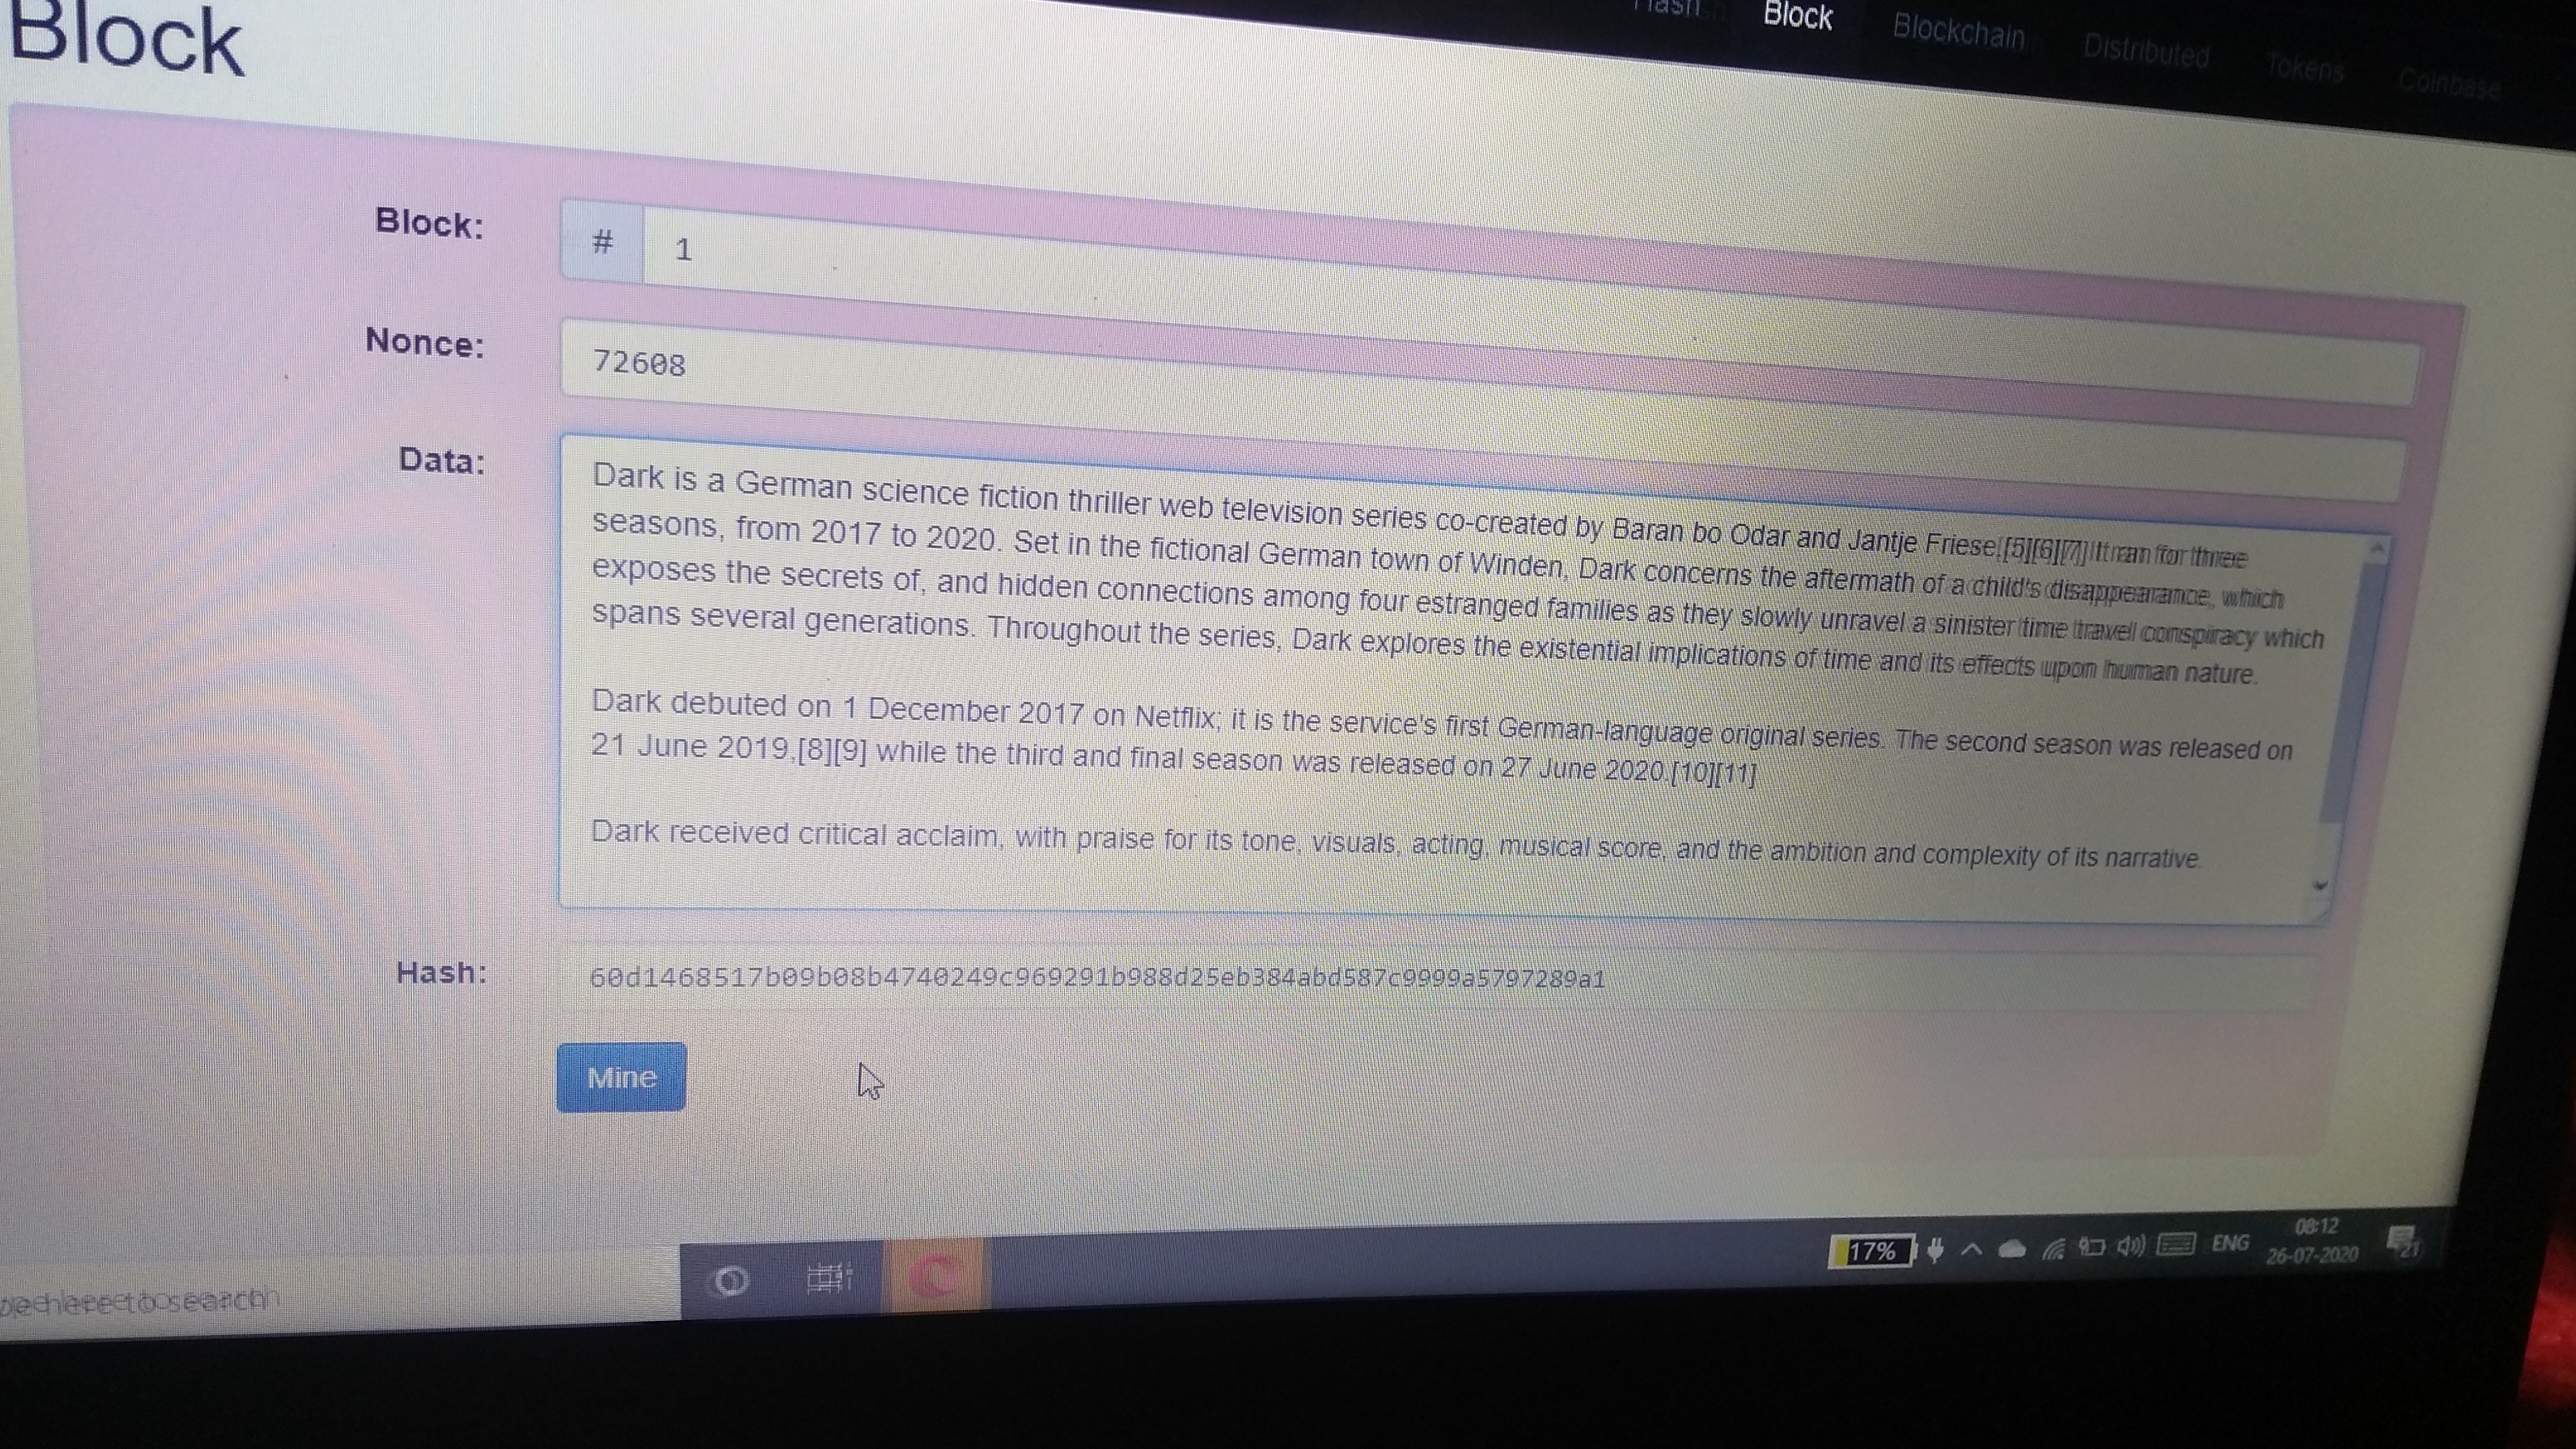 Block
Block
Blockchain
Distributed
Tokens
Coinbase
Block:
# 1
Nonce:
72608
Data:
Dark is a German science fiction thriller web television series co-created by Baran bo Odar and Jantje Friese.[5][6][7] It ran for three
seasons, from 2017 to 2020. Set in the fictional German town of Winden, Dark concerns the aftermath of a child's disappearance, which
exposes the secrets of, and hidden connections among four estranged families as they slowly unravel a sinister time travel conspiracy which
spans several generations. Throughout the series, Dark explores the existential implications of time and its effects upon human nature.
Dark debuted on 1 December 2017 on Netflix; it is the service's first German-language original series. The second season was released on
21 June 2019,[8][9] while the third and final season was released on 27 June 2020.[10][11]
Dark received critical acclaim, with praise for its tone, visuals, acting, musical score, and the ambition and complexity of its narrative.
Hash:
60d1468517b09b08b4740249c969291b988d25eb384abd587c9999a5797289a1
Mine
here to search
17%
ENG
08:12
26-07-2020
21